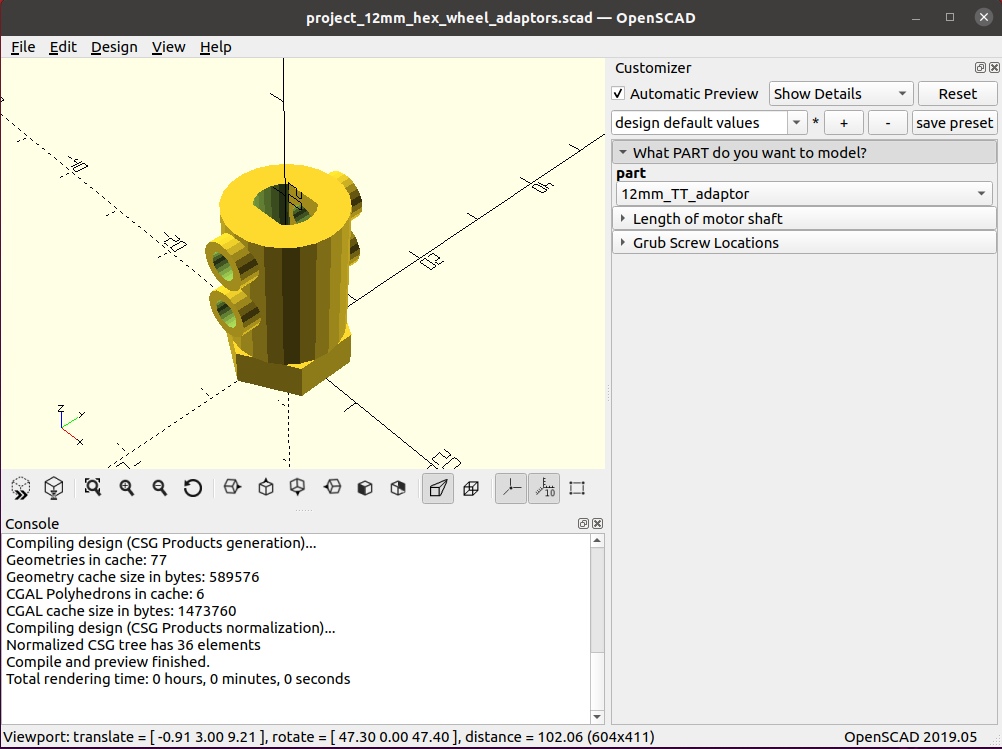 project_12mm_hex_wheel_adaptors.scad — OpenSCAD
File Edit Design View Help
Customizer
Automatic Preview Show Details Reset
design default values * + - save preset
What PART do you want to model?
part
12mm_TT_adaptor
Length of motor shaft
Grub Screw Locations
Console
Compiling design (CSG Products generation)...
Geometries in cache: 77
Geometry cache size in bytes: 589576
CGAL Polyhedrons in cache: 6
CGAL cache size in bytes: 1473760
Compiling design (CSG Products normalization)...
Normalized CSG tree has 36 elements
Compile and preview finished.
Total rendering time: 0 hours, 0 minutes, 0 seconds
Viewport: translate = [ -0.91 3.00 9.21 ], rotate = [ 47.30 0.00 47.40 ], distance = 102.06 (604x411) OpenSCAD 2019.05